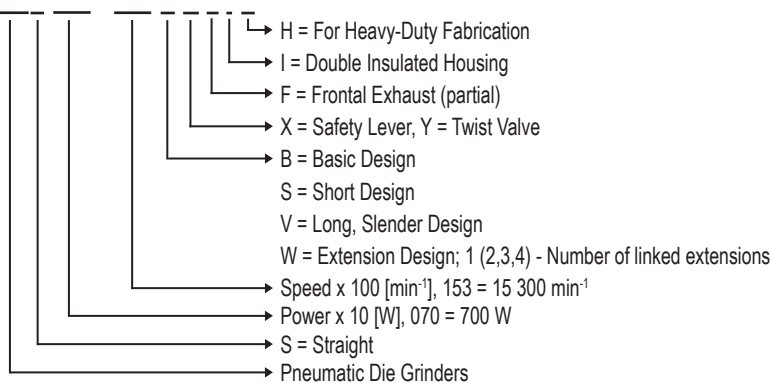 H = For Heavy-Duty Fabrication
I = Double Insulated Housing
F = Frontal Exhaust (partial)
X = Safety Lever, Y = Twist Valve
B = Basic Design
S = Short Design
V = Long, Slender Design
W = Extension Design; 1 (2,3,4) - Number of linked extensions
Speed x 100 [min⁻¹], 153 = 15 300 min⁻¹
Power x 10 [W], 070 = 700 W
S = Straight
Pneumatic Die Grinders